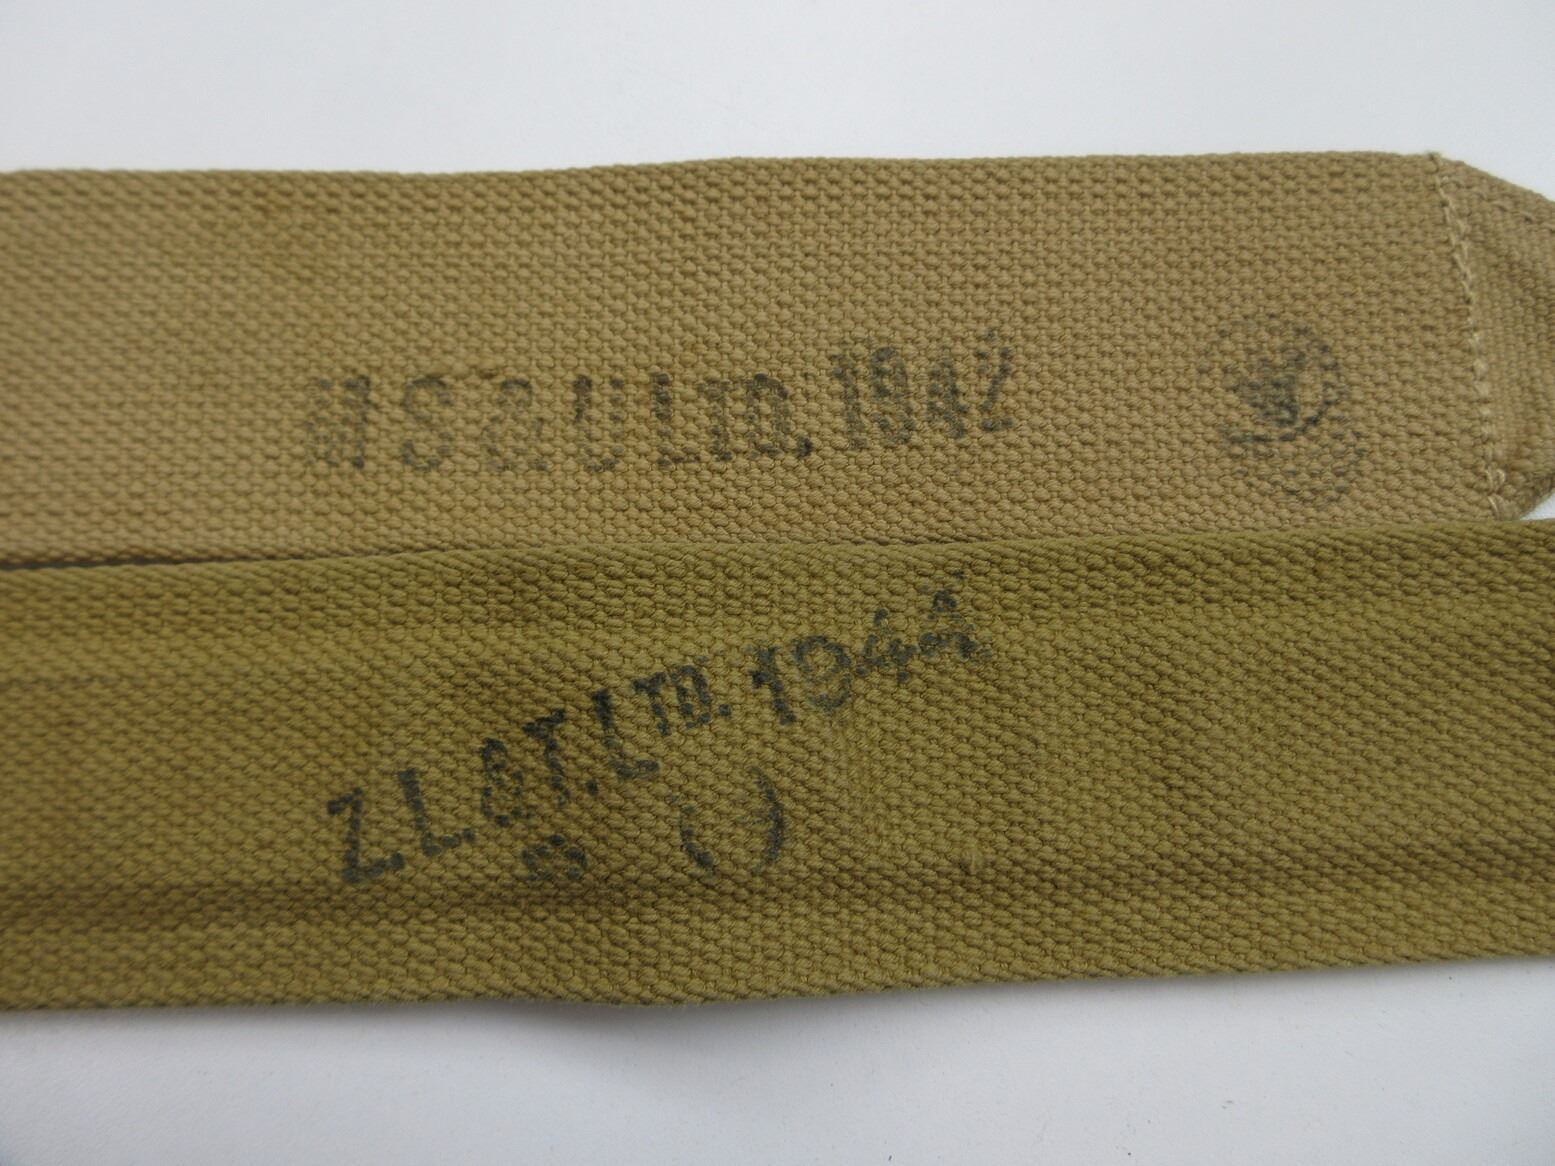 M S & U LTD. 1942
Z.L. & T. LTD. 1944